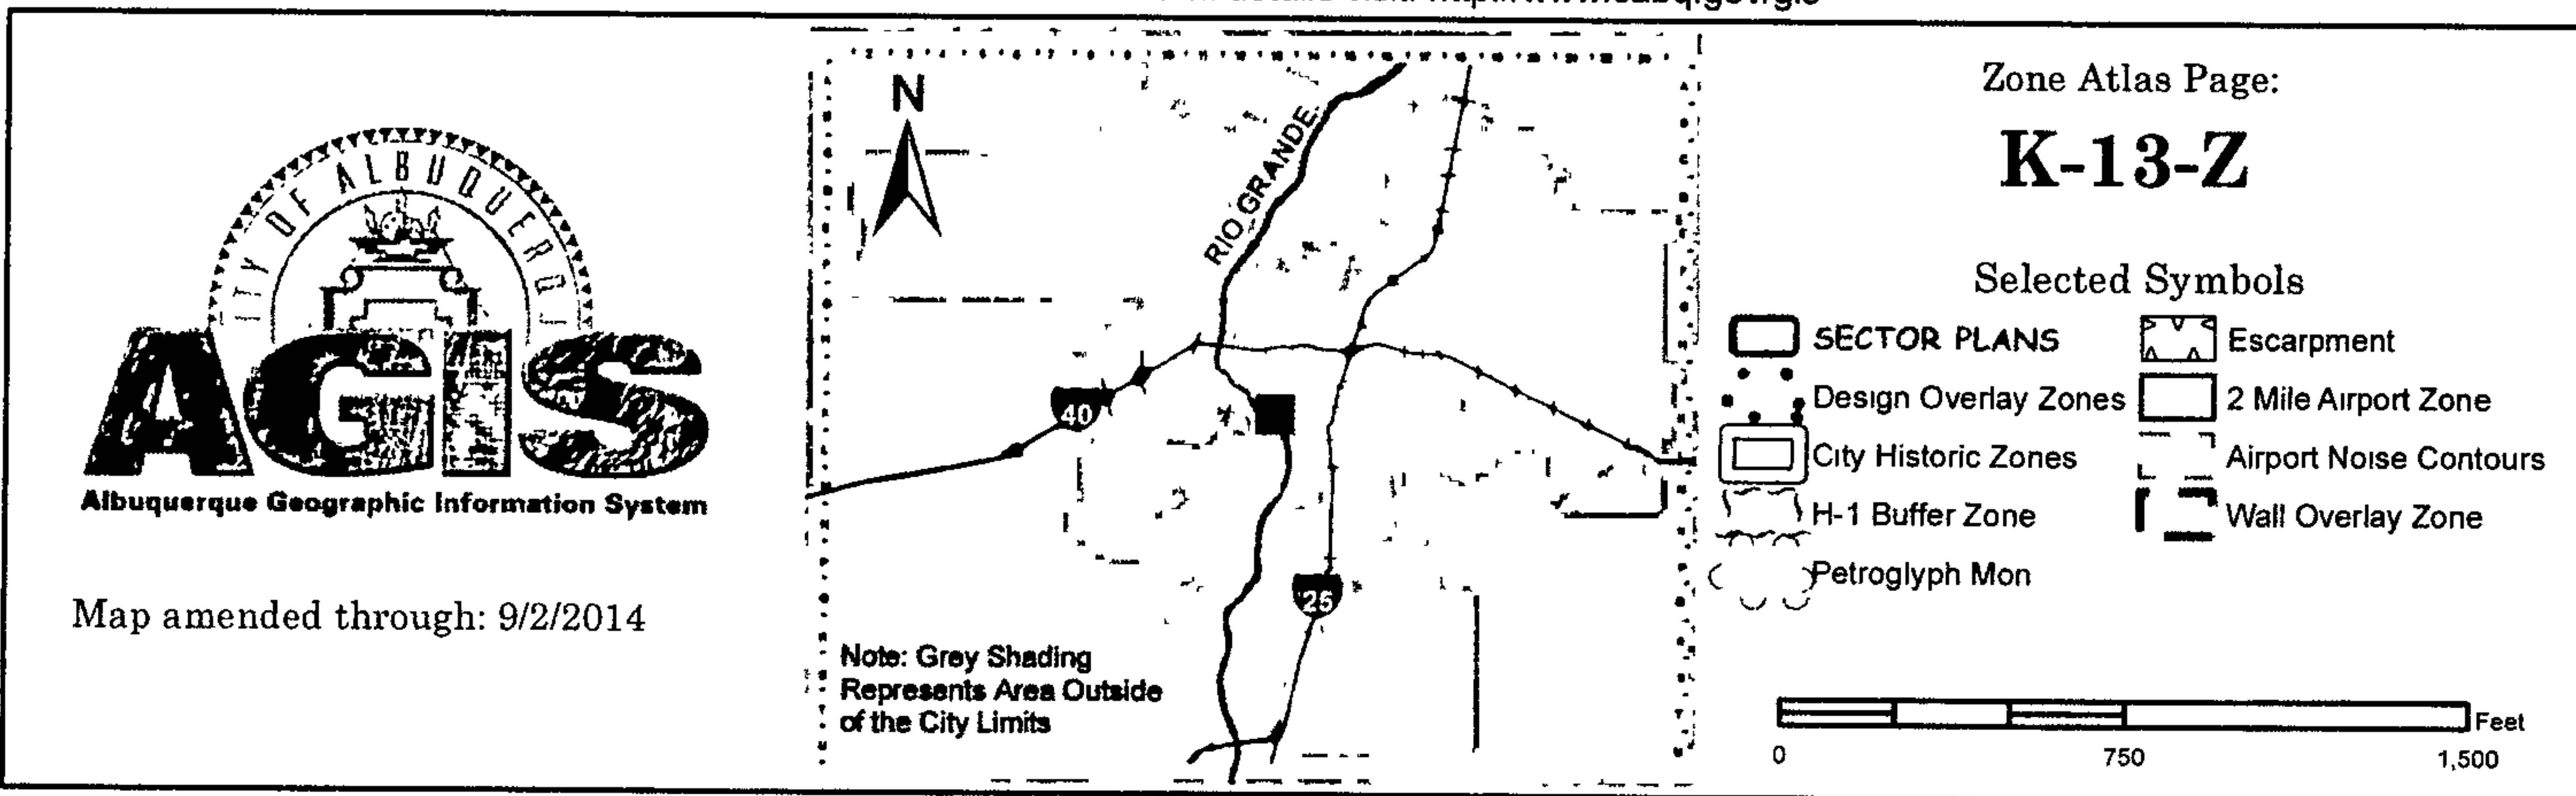 CITY OF ALBUQUERQUE
AGIS
Albuquerque Geographic Information System
Map amended through: 9/2/2014
N
RIO GRANDE
40
25
Note: Grey Shading
Represents Area Outside
of the City Limits
Zone Atlas Page:
K-13-Z
Selected Symbols
SECTOR PLANS
Escarpment
Design Overlay Zones
2 Mile Airport Zone
City Historic Zones
Airport Noise Contours
H-1 Buffer Zone
Wall Overlay Zone
Petroglyph Mon
Feet
0
750
1,500